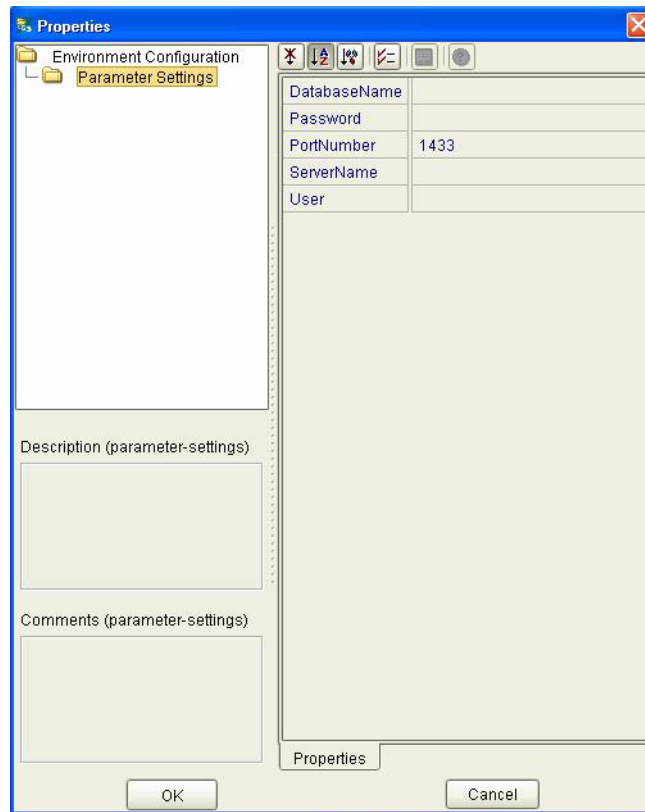 Properties
Environment Configuration
Parameter Settings
DatabaseName
Password
PortNumber 1433
ServerName
User
Description (parameter-settings)
Comments (parameter-settings)
Properties
OK
Cancel